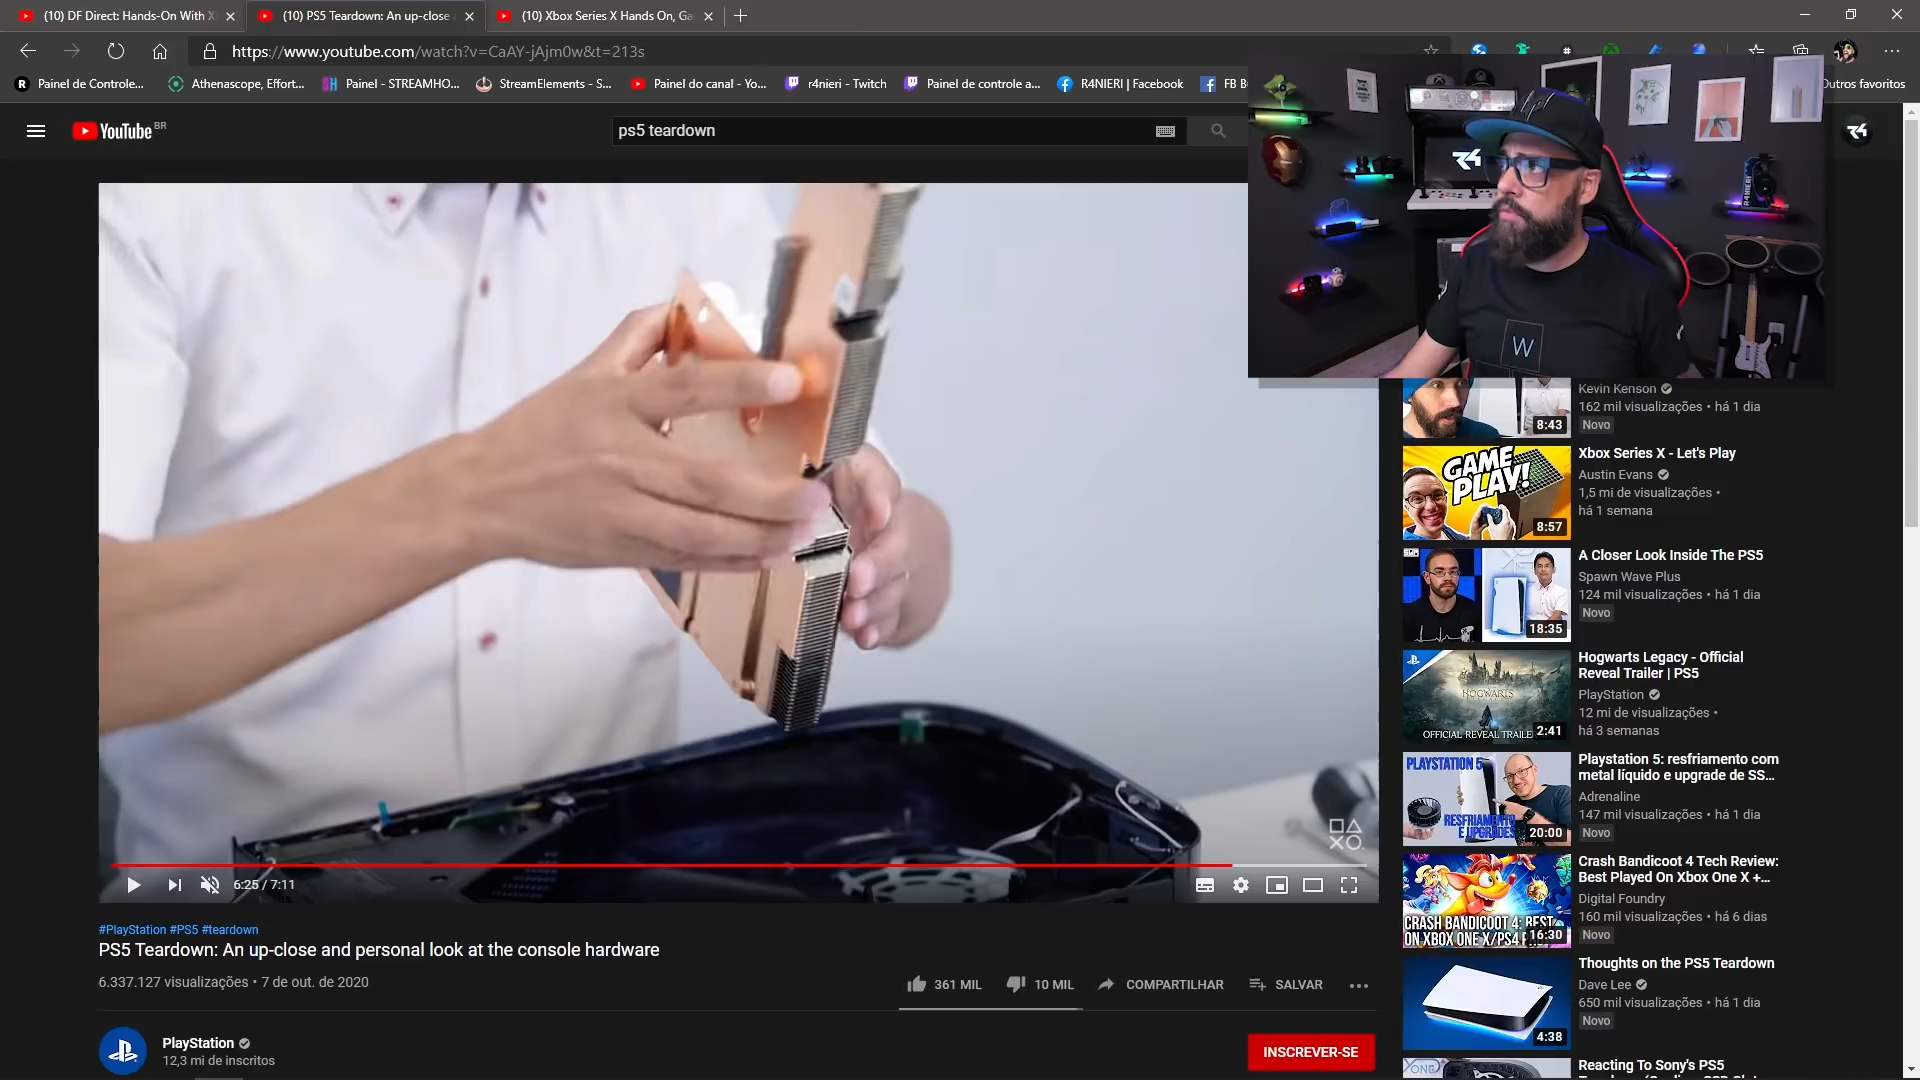 (10) DF Direct: Hands-On With X
(10) PS5 Teardown: An up-close a
(10) Xbox Series X Hands On, Ga
https://www.youtube.com/watch?v=CaAY-jAjm0w&t=213s
Painel de Controle...
Athenascope, Effort...
Painel - STREAMHO...
StreamElements - S...
Painel do canal - Yo...
r4nieri - Twitch
Painel de controle a...
R4NIERI | Facebook
Outros favoritos
YouTube BR
ps5 teardown
R4
W
Kevin Kenson
162 mil visualizações • há 1 dia
Novo
8:43
GAME PLAY!
8:57
Xbox Series X - Let's Play
Austin Evans
1,5 mi de visualizações •
há 1 semana
18:35
A Closer Look Inside The PS5
Spawn Wave Plus
124 mil visualizações • há 1 dia
Novo
HOGWARTS
OFFICIAL REVEAL TRAILE
2:41
Hogwarts Legacy - Official
Reveal Trailer | PS5
PlayStation
12 mi de visualizações •
há 3 semanas
PLAYSTATION 5
RESFRIAMENTO
E UPGRADES
20:00
Playstation 5: resfriamento com
metal líquido e upgrade de SS...
Adrenaline
147 mil visualizações • há 1 dia
Novo
CRASH BANDICOOT 4: BEST
ON XBOX ONE X/PS4 P
16:30
Crash Bandicoot 4 Tech Review:
Best Played On Xbox One X +...
Digital Foundry
160 mil visualizações • há 6 dias
Novo
4:38
Thoughts on the PS5 Teardown
Dave Lee
650 mil visualizações • há 1 dia
Novo
Reacting To Sony's PS5
6:25 / 7:11
#PlayStation #PS5 #teardown
PS5 Teardown: An up-close and personal look at the console hardware
6.337.127 visualizações • 7 de out. de 2020
361 MIL
10 MIL
COMPARTILHAR
SALVAR
PlayStation
12,3 mi de inscritos
INSCREVER-SE